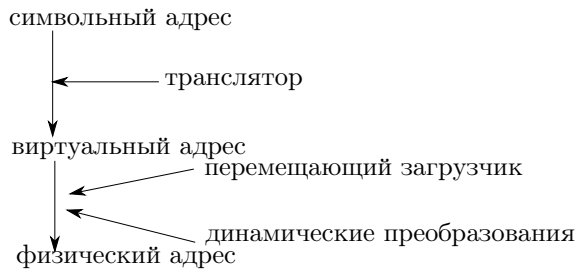 символьный адрес
транслятор
виртуальный адрес
перемещающий загрузчик
динамические преобразования
физический адрес